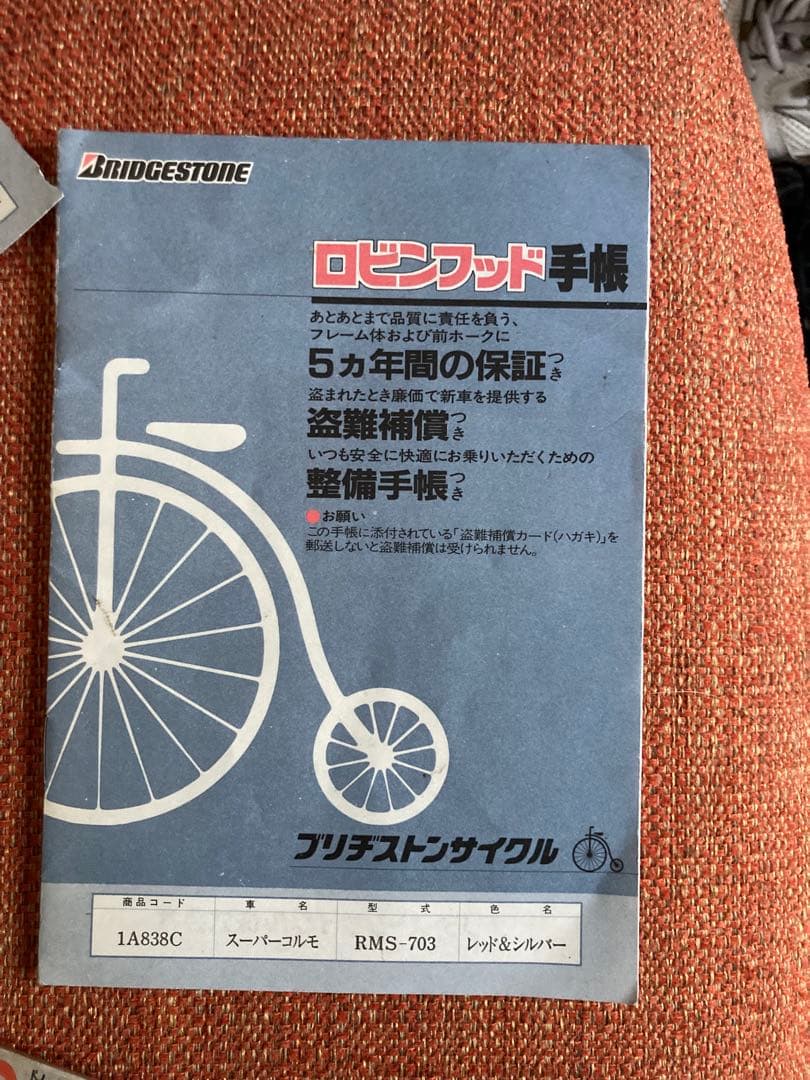 BRIDGESTONE
ロビンフッド手帳
あとあとまで品質に責任を負う、
フレーム体および前ホークに
5ヵ年間の保証つき
盗まれたとき廉価で新車を提供する
盗難補償つき
いつも安全に快適にお乗りいただくための
整備手帳つき
●お願い
この手帳に添付されている「盗難補償カード(ハガキ)」を
郵送しないと盗難補償は受けられません。
ブリヂストンサイクル
商品コード 車名 型式 色名
1A838C スーパーコルモ RMS-703 レッド&シルバー